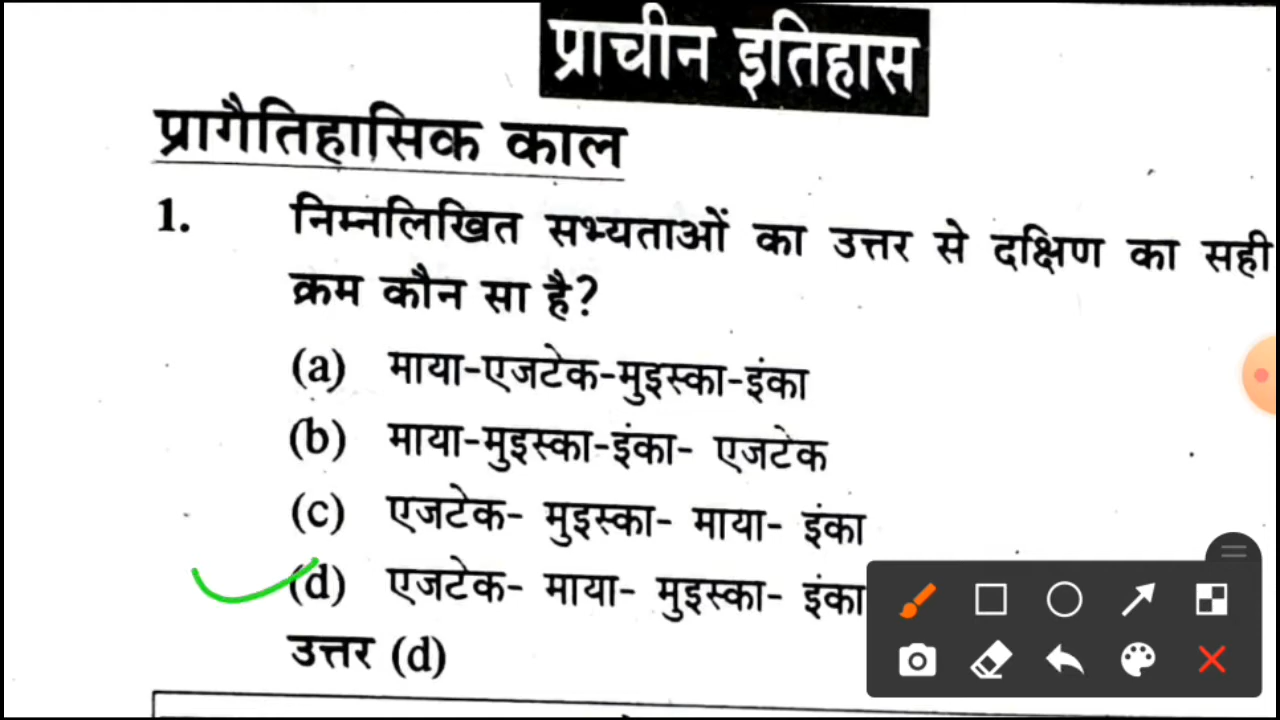 प्राचीन इतिहास
प्रागैतिहासिक काल
1. निम्नलिखित सभ्यताओं का उत्तर से दक्षिण का सही
क्रम कौन सा है?
(a) माया-एजटेक-मुइस्का-इंका
(b) माया-मुइस्का-इंका- एजटेक
(c) एजटेक- मुइस्का- माया- इंका
(d) एजटेक- माया- मुइस्का- इंका
उत्तर (d)